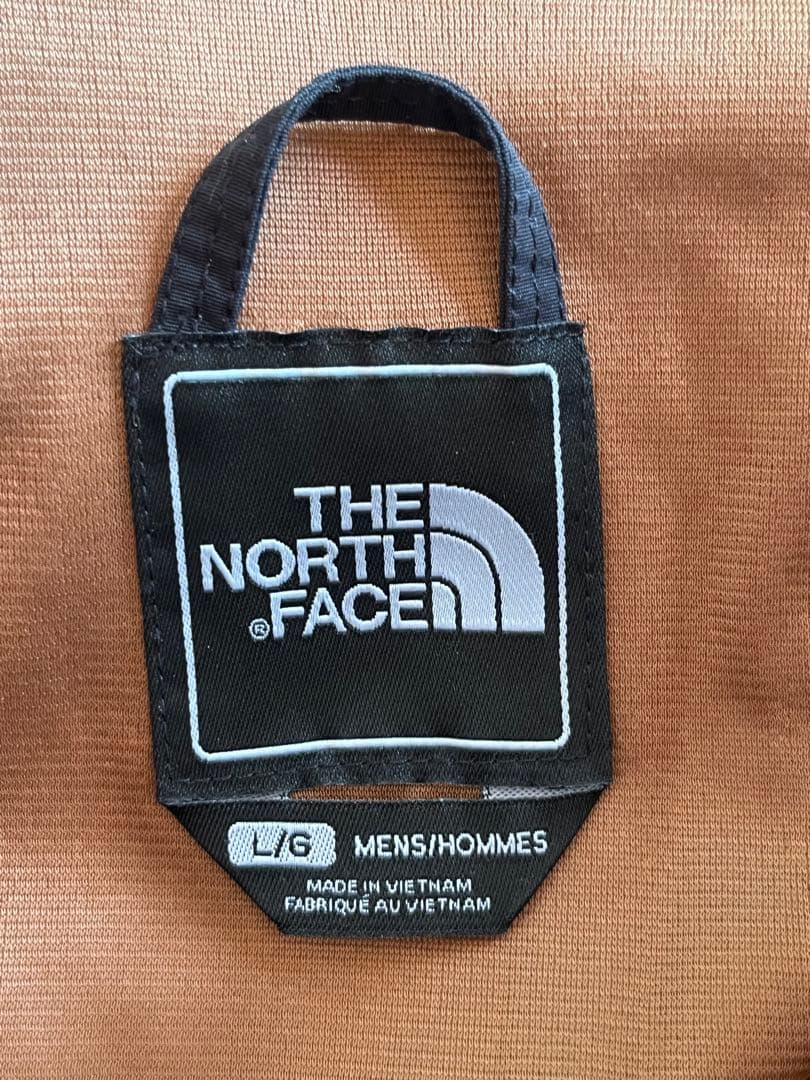 THE
NORTH
®FACE
L/G MENS/HOMMES
MADE IN VIETNAM
FABRIQUÉ AU VIETNAM